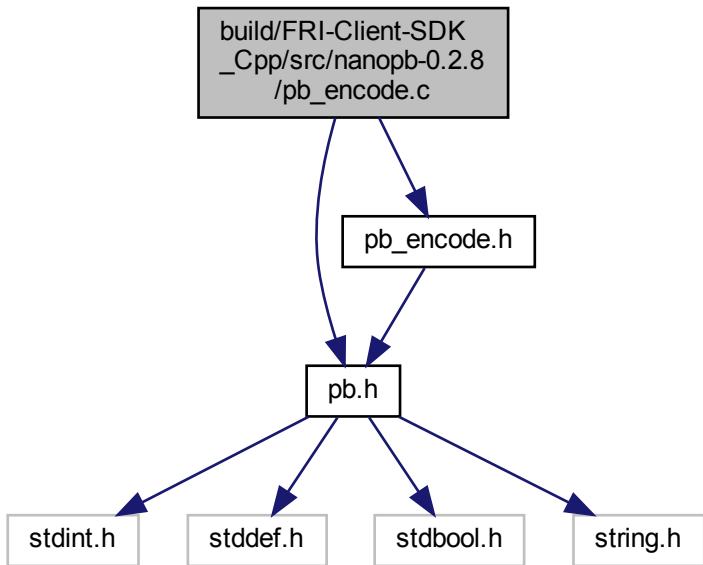 build/FRI-Client-SDK
_Cpp/src/nanopb-0.2.8
/pb_encode.c
pb_encode.h
pb.h
stdint.h
stddef.h
stdbool.h
string.h